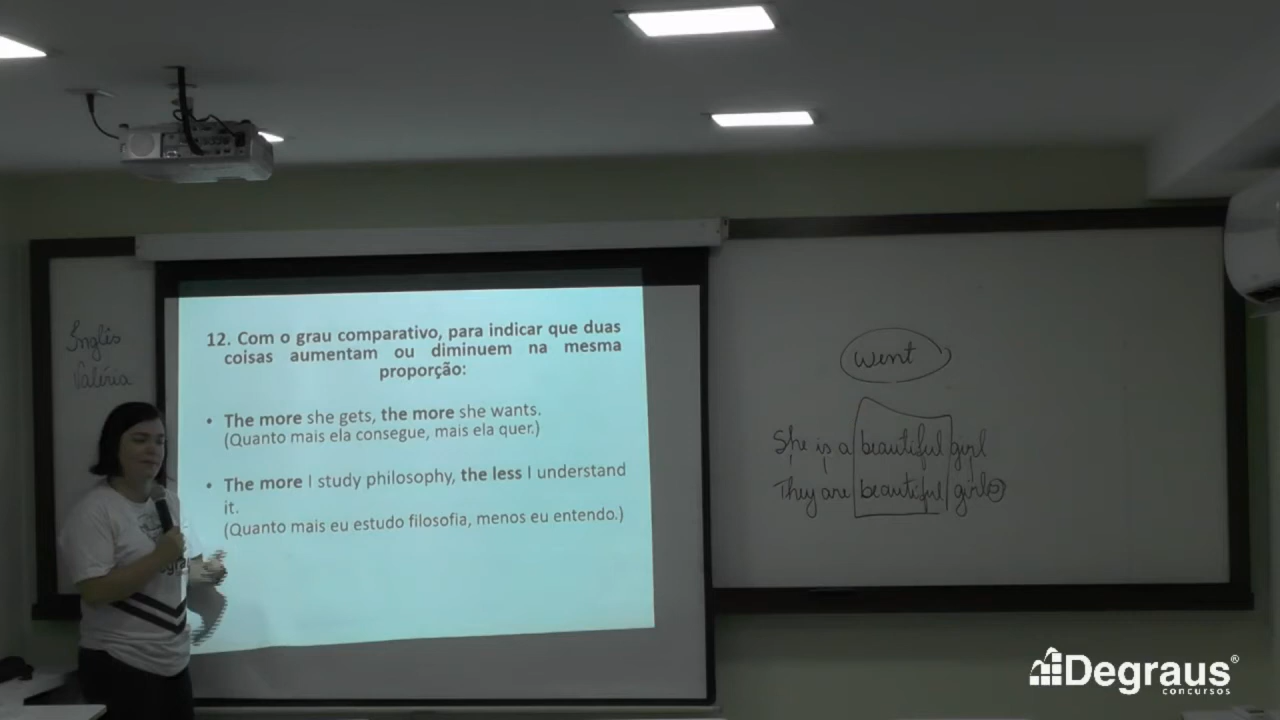 Inglês
Valéria
12. Com o grau comparativo, para indicar que duas
coisas aumentam ou diminuem na mesma
proporção:
• The more she gets, the more she wants.
(Quanto mais ela consegue, mais ela quer.)
• The more I study philosophy, the less I understand
it.
(Quanto mais eu estudo filosofia, menos eu entendo.)
went
She is a beautiful girl
They are beautiful girls
Degraus®
concursos